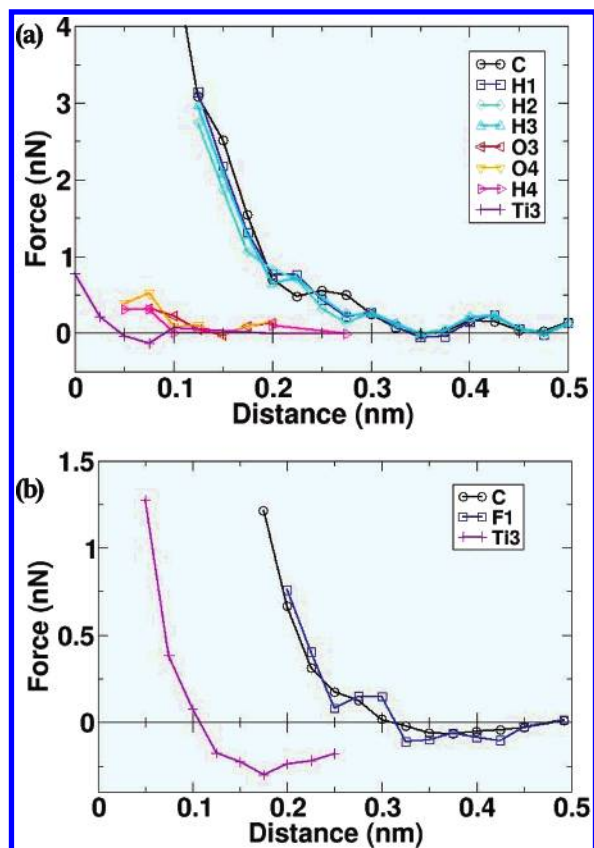 (a)
4
3
2
1
0
Force (nN)
C
H1
H2
H3
O3
O4
H4
Ti3
0 0.1 0.2 0.3 0.4 0.5
Distance (nm)
(b)
1.5
1
0.5
0
Force (nN)
C
F1
Ti3
0 0.1 0.2 0.3 0.4 0.5
Distance (nm)